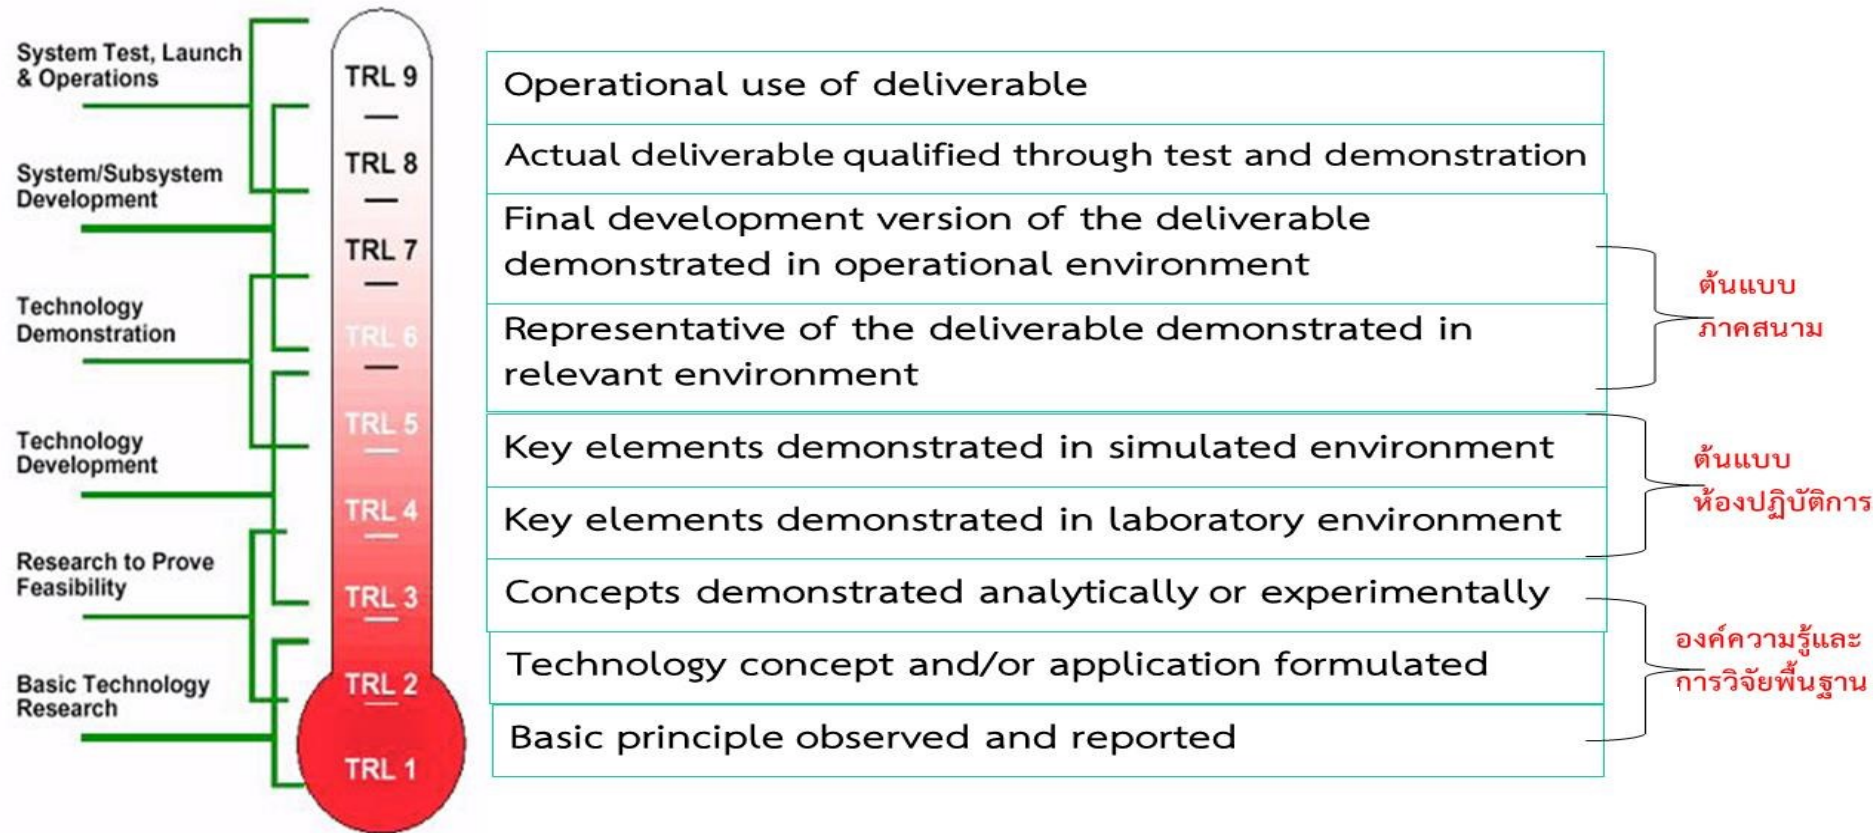 System Test, Launch
& Operations
System/Subsystem
Development
Technology
Demonstration
Technology
Development
Research to Prove
Feasibility
Basic Technology
Research
TRL 9
TRL 8
TRL 7
TRL 6
TRL 5
TRL 4
TRL 3
TRL 2
TRL 1
Operational use of deliverable
Actual deliverable qualified through test and demonstration
Final development version of the deliverable
demonstrated in operational environment
Representative of the deliverable demonstrated in
relevant environment
Key elements demonstrated in simulated environment
Key elements demonstrated in laboratory environment
Concepts demonstrated analytically or experimentally
Technology concept and/or application formulated
Basic principle observed and reported
ต้นแบบ
ภาคสนาม
ต้นแบบ
ห้องปฏิบัติการ
องค์ความรู้และ
การวิจัยพื้นฐาน